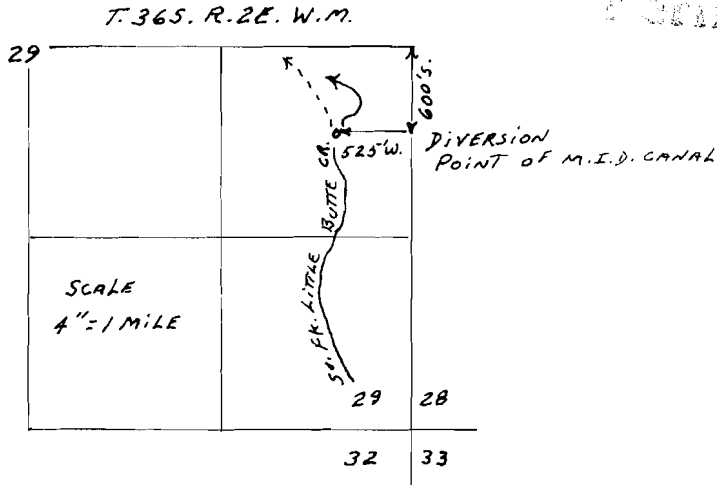 T. 36S. R. 2E. W.M.
29
600'S.
525'W.
DIVERSION
POINT OF M.I.D. CANAL
SO. FK. LITTLE BUTTE CR.
SCALE
4"=1 MILE
29 28
32 33